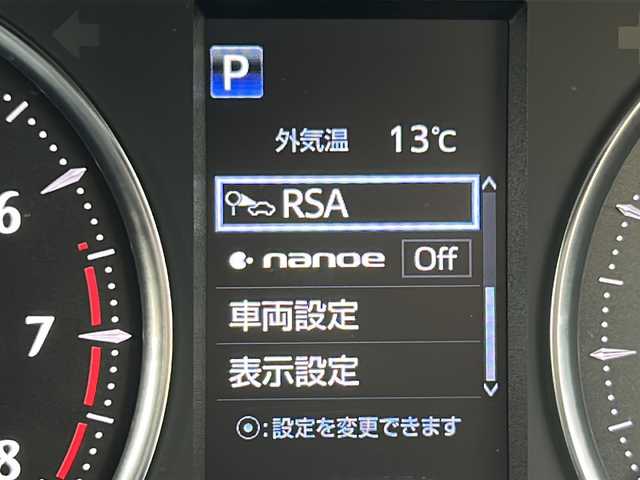 P
外気温 13℃
RSA
nanoe Off
車両設定
表示設定
⦿:設定を変更できます
6
7
8